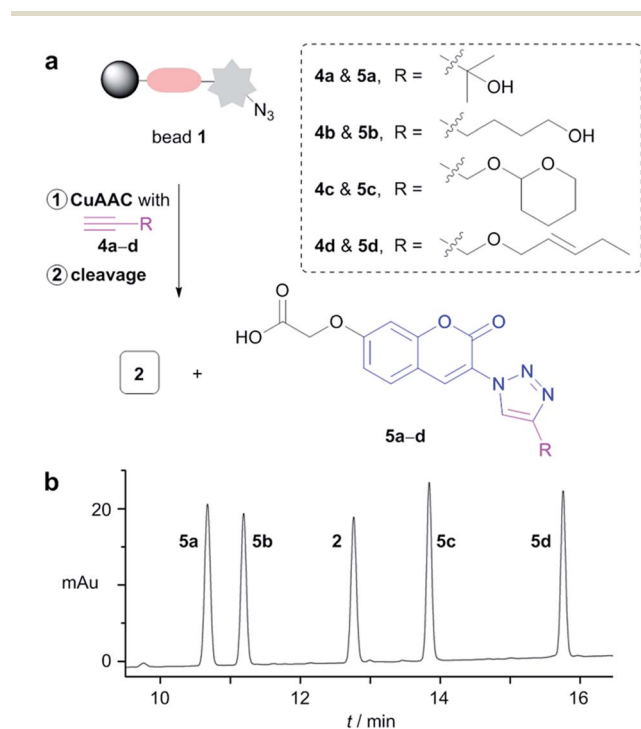 a
N3
bead 1
1 CuAAC with
R
4a–d
2 cleavage
4a & 5a, R =
OH
4b & 5b, R =
OH
4c & 5c, R =
O
O
4d & 5d, R =
O
O
HO
O
O
O
N
N
N
R
2
+
5a–d
b
20
mAu
0
5a
5b
2
5c
5d
10
12
14
16
t / min